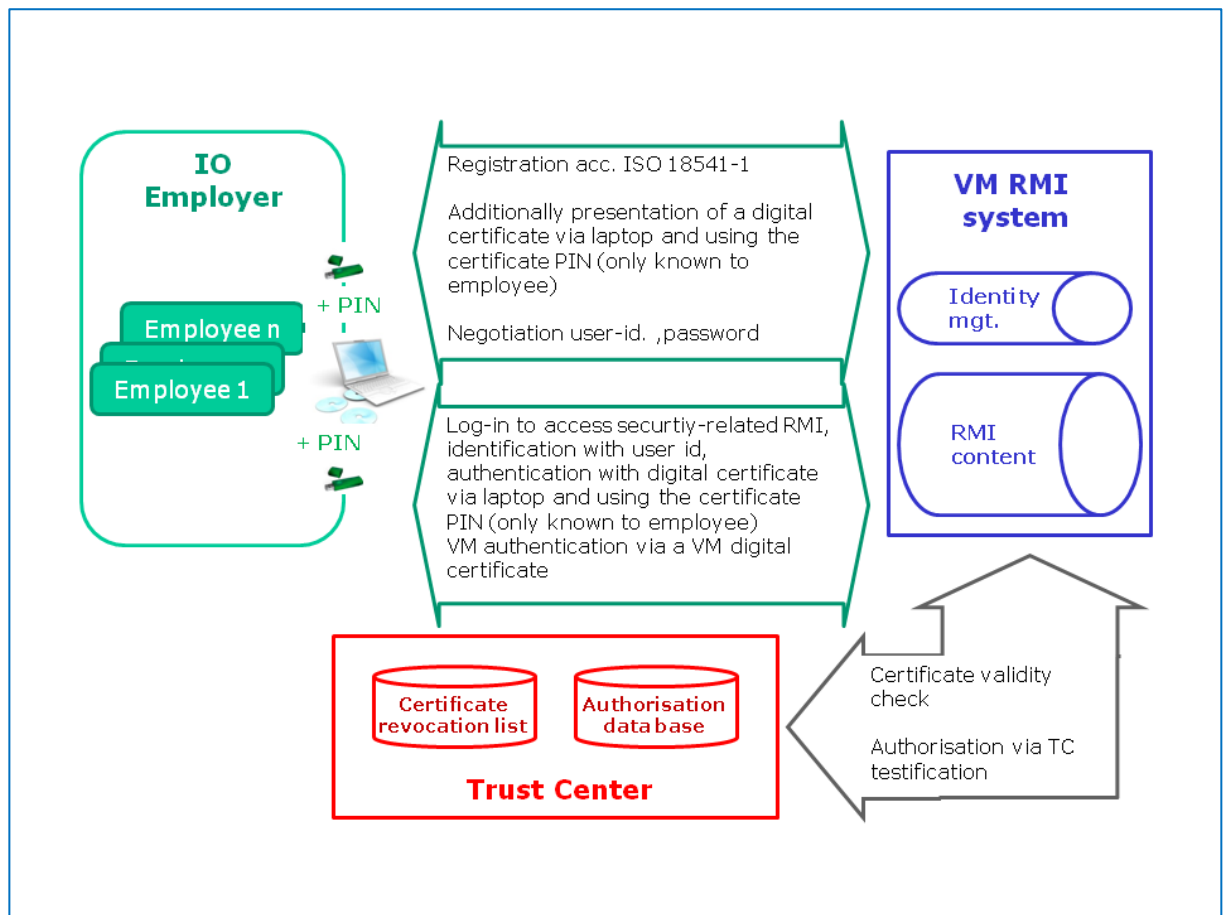 IO
Employer
+ PIN
Employee n
Employee 1
+ PIN
Registration acc. ISO 18541-1
Additionally presentation of a digital
certificate via laptop and using the
certificate PIN (only known to
employee)
Negotiation user-id. ,password
Log-in to access securtiy-related RMI,
identification with user id,
authentication with digital certificate
via laptop and using the certificate
PIN (only known to employee)
VM authentication via a VM digital
certificate
VM RMI
system
Identity
mgt.
RMI
content
Certificate
revocation list
Authorisation
data base
Trust Center
Certificate validity
check
Authorisation via TC
testification